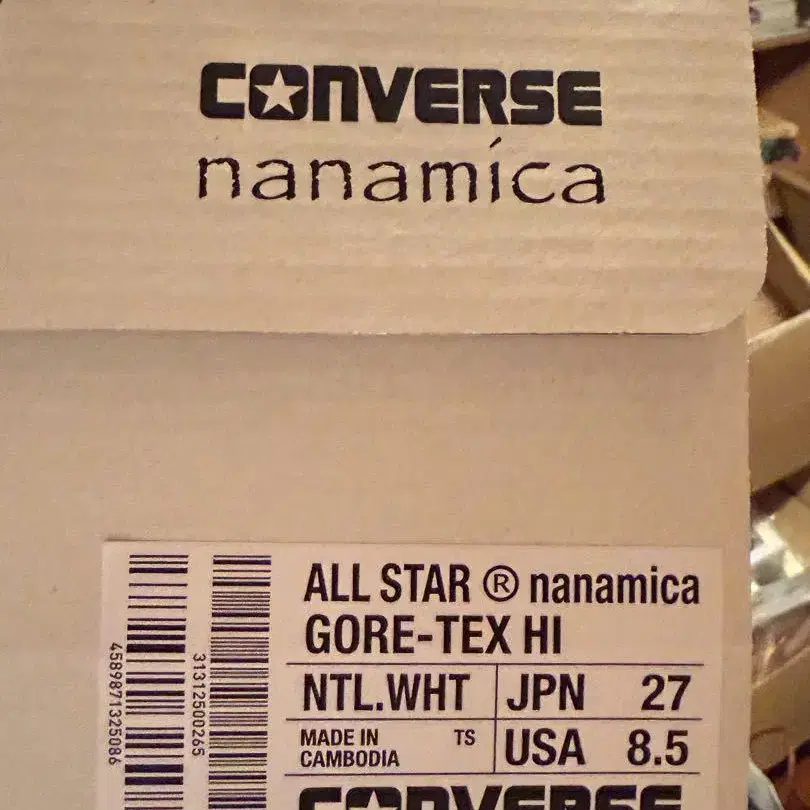 CONVERSE
nanamica
ALL STAR Ⓡ nanamica
GORE-TEX HI
NTL.WHT JPN 27
MADE IN CAMBODIA TS USA 8.5
CONVERSE
4589871325086
31312500265